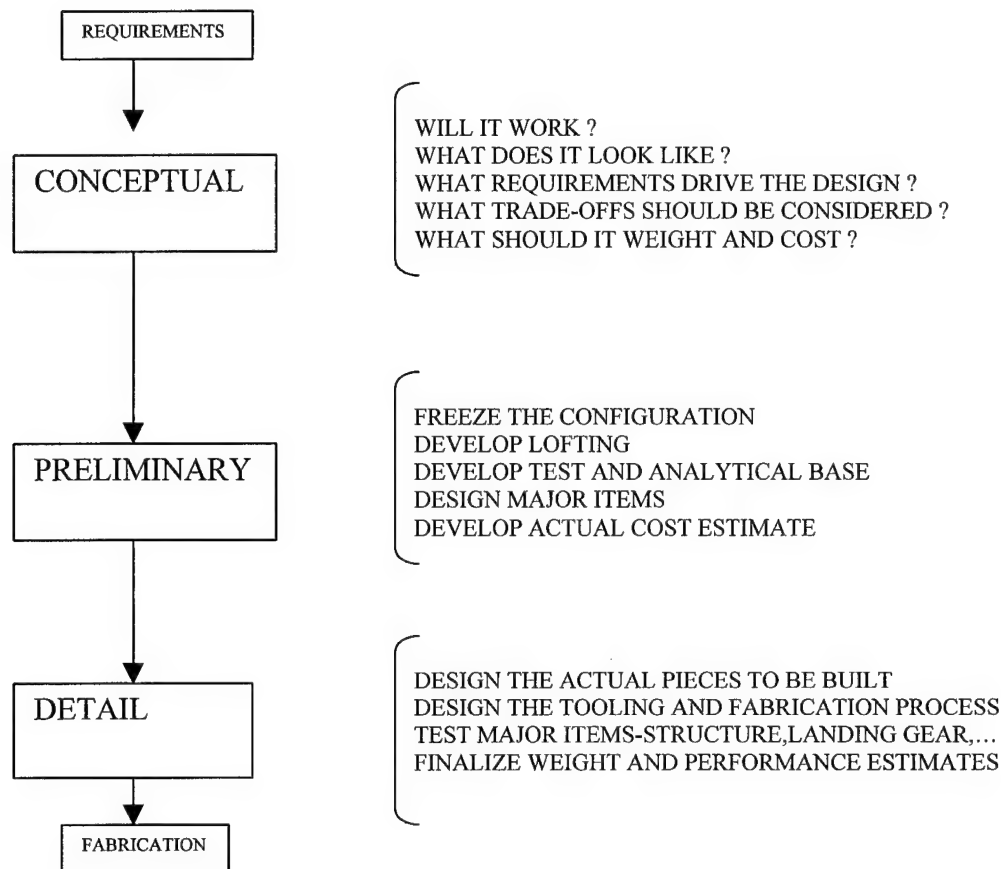 REQUIREMENTS
CONCEPTUAL
WILL IT WORK ?
WHAT DOES IT LOOK LIKE ?
WHAT REQUIREMENTS DRIVE THE DESIGN ?
WHAT TRADE-OFFS SHOULD BE CONSIDERED ?
WHAT SHOULD IT WEIGHT AND COST ?
PRELIMINARY
FREEZE THE CONFIGURATION
DEVELOP LOFTING
DEVELOP TEST AND ANALYTICAL BASE
DESIGN MAJOR ITEMS
DEVELOP ACTUAL COST ESTIMATE
DETAIL
DESIGN THE ACTUAL PIECES TO BE BUILT
DESIGN THE TOOLING AND FABRICATION PROCESS
TEST MAJOR ITEMS-STRUCTURE,LANDING GEAR,...
FINALIZE WEIGHT AND PERFORMANCE ESTIMATES
FABRICATION